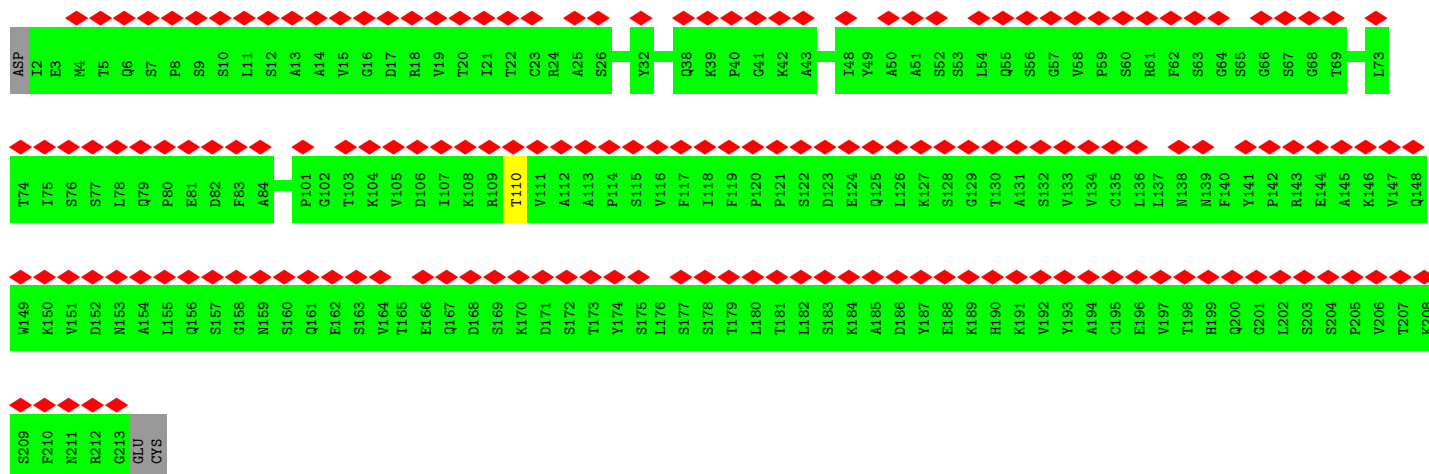 ASP I2 E3 M4 T5 Q6 S7 P8 S9 S10 L11 S12 A13 A14 V15 G16 D17 R18 V19 T20 I21 T22 C23 R24 A25 S26 Y32 Q38 K39 P40 G41 K42 A43 I48 Y49 A50 A51 S52 S53 L54 Q55 S56 G57 V58 P59 S60 R61 F62 S63 G64 S65 G66 S67 G68 T69 L73
T74 I75 S76 S77 L78 Q79 P80 E81 D82 F83 A84 P101 G102 T103 K104 V105 D106 I107 K108 R109 T110 V111 A112 A113 P114 S115 V116 F117 I118 F119 P120 P121 S122 D123 E124 Q125 L126 K127 S128 G129 T130 A131 S132 V133 V134 C135 L136 L137 N138 N139 F140 Y141 P142 R143 E144 A145 K146 V147 Q148
W149 K150 V151 D152 N153 A154 L155 Q156 S157 G158 N159 S160 Q161 E162 S163 V164 T165 E166 Q167 D168 S169 K170 D171 S172 T173 Y174 S175 L176 S177 S178 T179 L180 T181 L182 S183 K184 A185 D186 Y187 E188 K189 H190 K191 V192 Y193 A194 C195 E196 V197 T198 H199 Q200 G201 L202 S203 S204 P205 V206 T207 K208
S209 F210 N211 R212 G213 GLU CYS